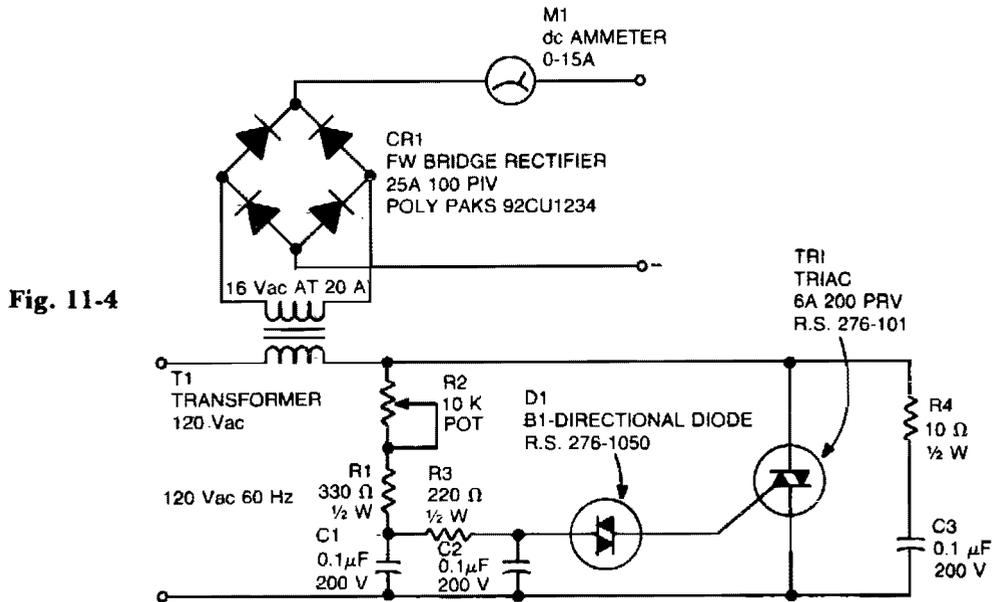 M1
dc AMMETER
0-15A
CR1
FW BRIDGE RECTIFIER
25A 100 PIV
POLY PAKS 92CU1234
-
TRI
TRIAC
6A 200 PRV
R.S. 276-101
Fig. 11-4
16 Vac AT 20 A
T1
TRANSFORMER
120 Vac
R2
10 K
POT
D1
B1-DIRECTIONAL DIODE
R.S. 276-1050
R4
10 Ω
½ W
120 Vac 60 Hz
R1
330 Ω
½ W
R3
220 Ω
½ W
C1
0.1µF
200 V
C2
0.1µF
200 V
C3
0.1 µF
200 V